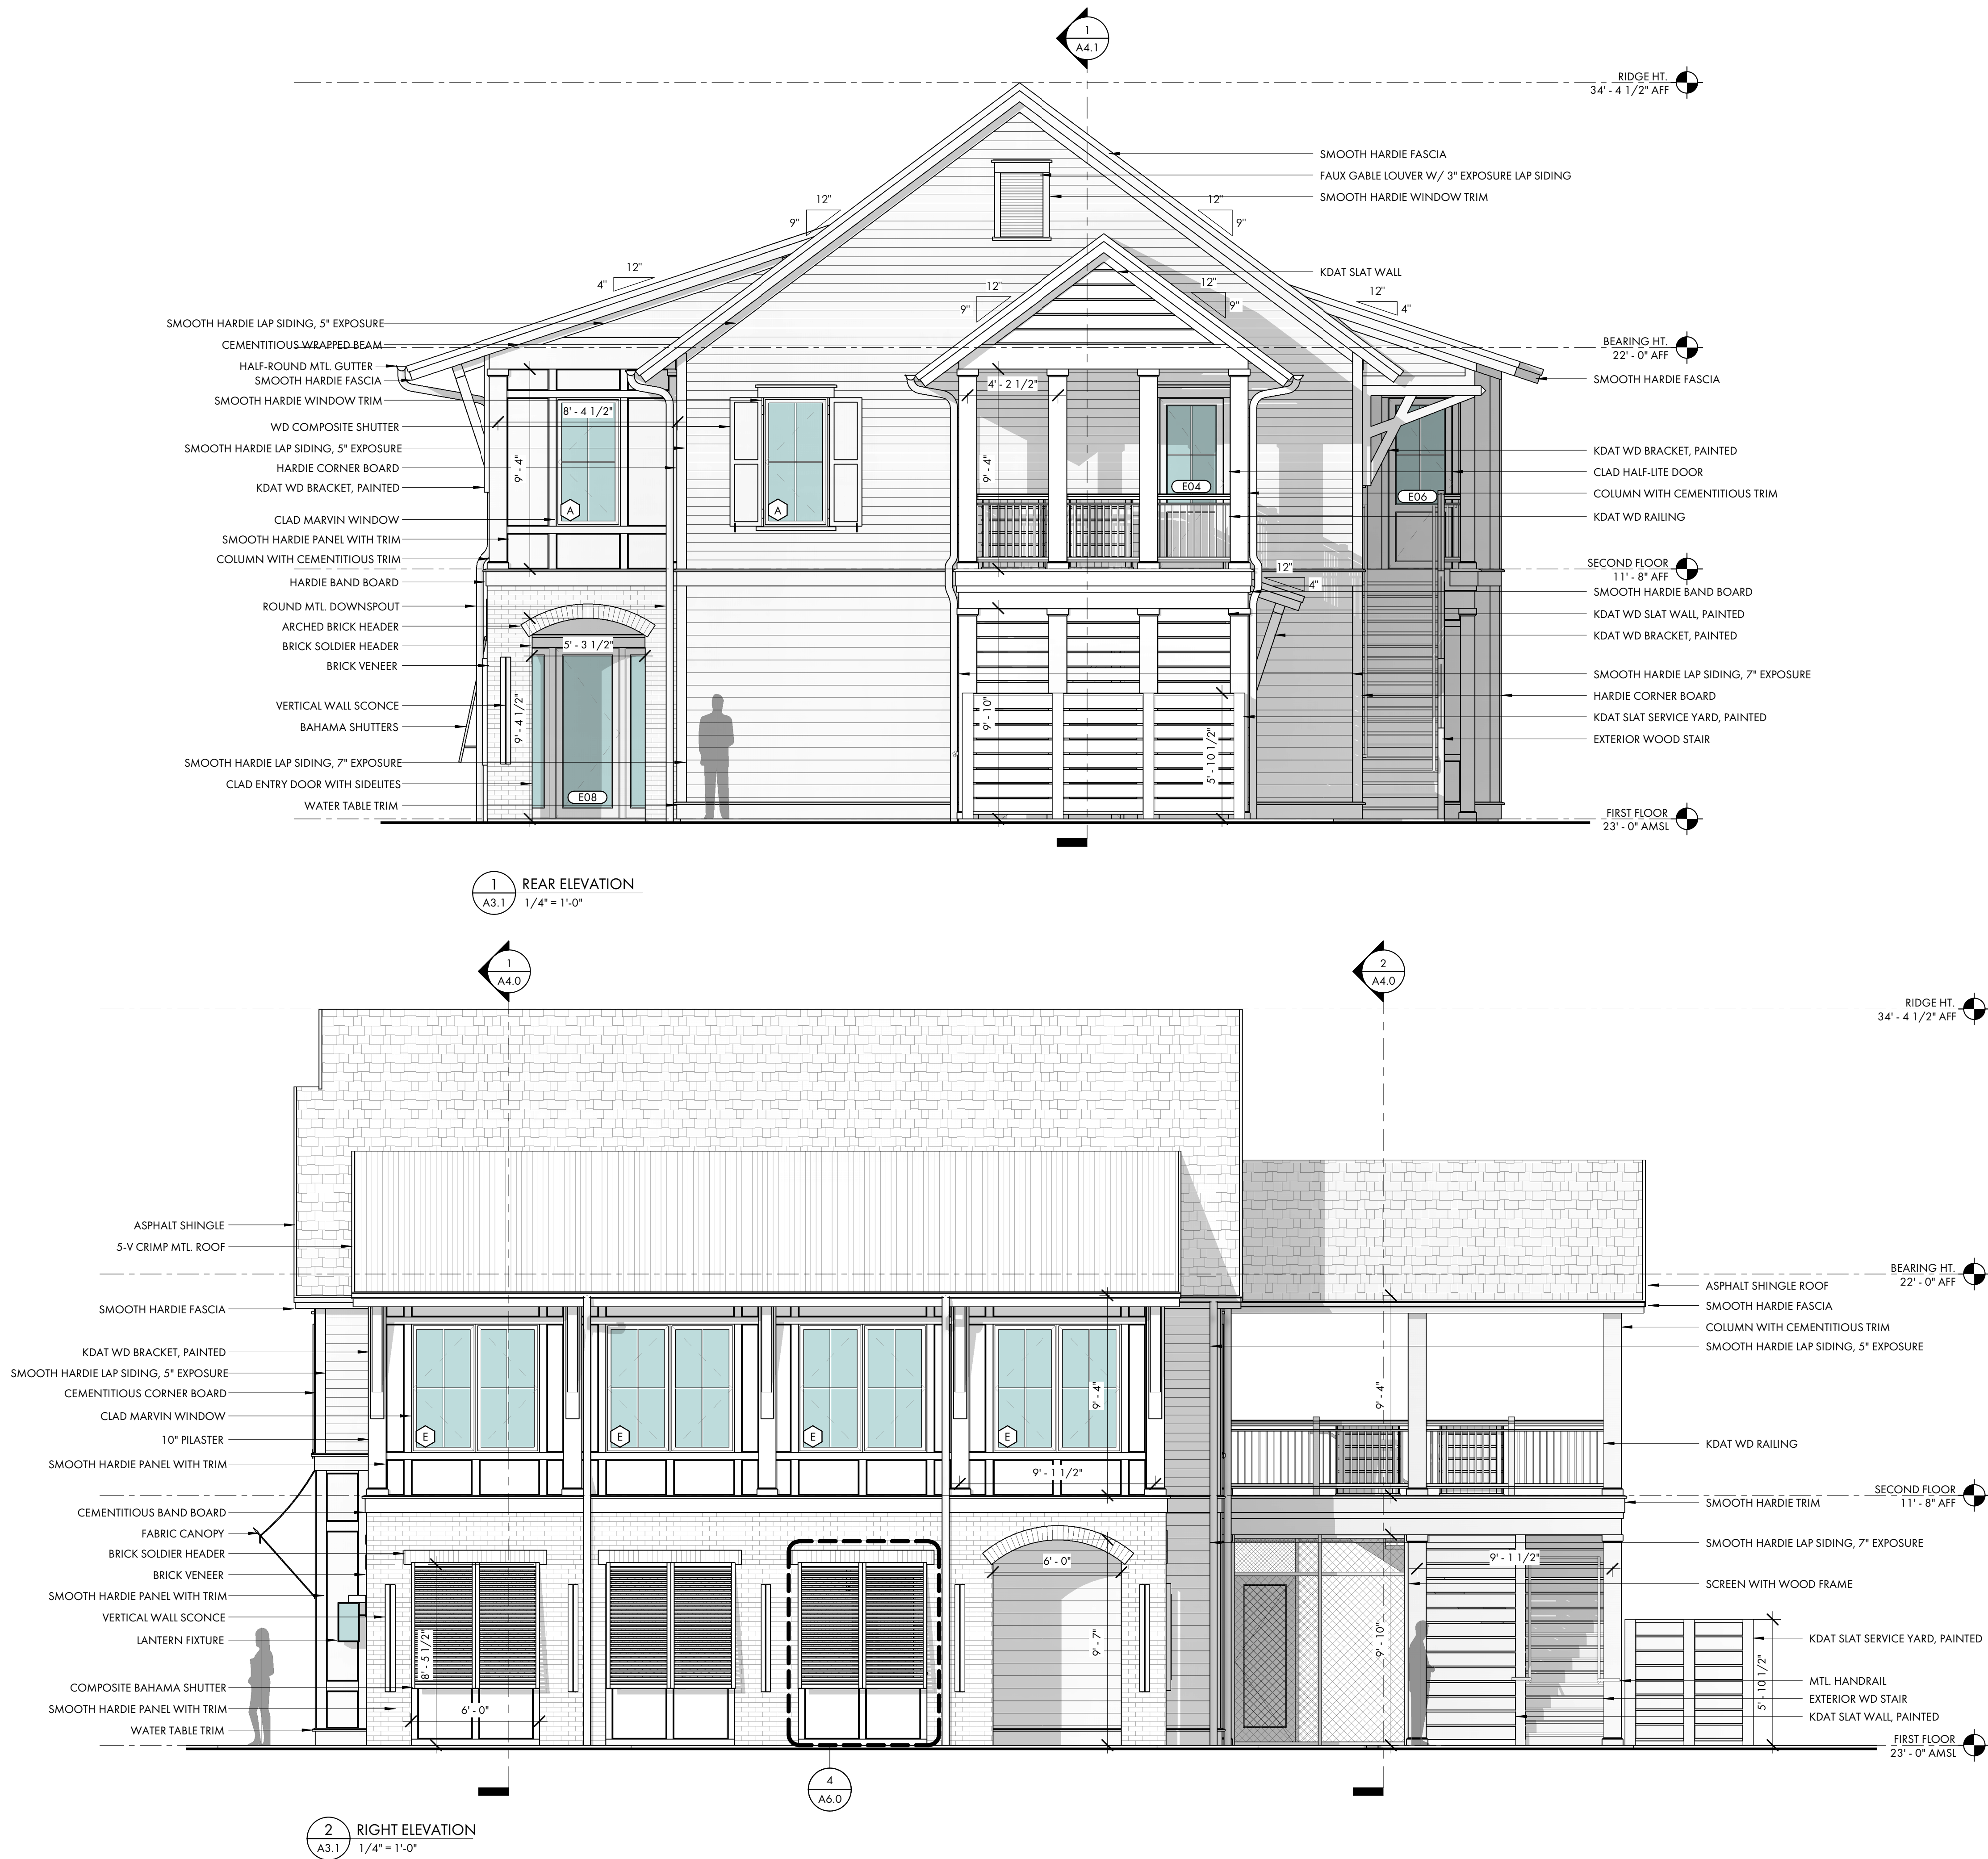 1
A4.1
RIDGE HT.
34' - 4 1/2" AFF
SMOOTH HARDIE FASCIA
FAUX GABLE LOUVER W/ 3" EXPOSURE LAP SIDING
SMOOTH HARDIE WINDOW TRIM
12"
9"
12"
9"
12"
4"
KDAT SLAT WALL
12"
9"
12"
9"
12"
4"
SMOOTH HARDIE LAP SIDING, 5" EXPOSURE
CEMENTITIOUS WRAPPED BEAM
HALF-ROUND MTL. GUTTER
SMOOTH HARDIE FASCIA
SMOOTH HARDIE WINDOW TRIM
WD COMPOSITE SHUTTER
SMOOTH HARDIE LAP SIDING, 5" EXPOSURE
HARDIE CORNER BOARD
KDAT WD BRACKET, PAINTED
CLAD MARVIN WINDOW
SMOOTH HARDIE PANEL WITH TRIM
COLUMN WITH CEMENTITIOUS TRIM
HARDIE BAND BOARD
ROUND MTL. DOWNSPOUT
ARCHED BRICK HEADER
BRICK SOLDIER HEADER
BRICK VENEER
VERTICAL WALL SCONCE
BAHAMA SHUTTERS
SMOOTH HARDIE LAP SIDING, 7" EXPOSURE
CLAD ENTRY DOOR WITH SIDELITES
WATER TABLE TRIM
8' - 4 1/2"
9' - 4"
A
A
4' - 2 1/2"
9' - 4"
E04
E06
5' - 3 1/2"
9' - 4 1/2"
E08
9' - 10"
5' - 10 1/2"
12"
4"
BEARING HT.
22' - 0" AFF
SMOOTH HARDIE FASCIA
KDAT WD BRACKET, PAINTED
CLAD HALF-LITE DOOR
COLUMN WITH CEMENTITIOUS TRIM
KDAT WD RAILING
SECOND FLOOR
11' - 8" AFF
SMOOTH HARDIE BAND BOARD
KDAT WD SLAT WALL, PAINTED
KDAT WD BRACKET, PAINTED
SMOOTH HARDIE LAP SIDING, 7" EXPOSURE
HARDIE CORNER BOARD
KDAT SLAT SERVICE YARD, PAINTED
EXTERIOR WOOD STAIR
FIRST FLOOR
23' - 0" AMSL
1
A3.1
REAR ELEVATION
1/4" = 1'-0"
1
A4.0
2
A4.0
RIDGE HT.
34' - 4 1/2" AFF
ASPHALT SHINGLE
5-V CRIMP MTL. ROOF
SMOOTH HARDIE FASCIA
KDAT WD BRACKET, PAINTED
SMOOTH HARDIE LAP SIDING, 5" EXPOSURE
CEMENTITIOUS CORNER BOARD
CLAD MARVIN WINDOW
10" PILASTER
SMOOTH HARDIE PANEL WITH TRIM
CEMENTITIOUS BAND BOARD
FABRIC CANOPY
BRICK SOLDIER HEADER
BRICK VENEER
SMOOTH HARDIE PANEL WITH TRIM
VERTICAL WALL SCONCE
LANTERN FIXTURE
COMPOSITE BAHAMA SHUTTER
SMOOTH HARDIE PANEL WITH TRIM
WATER TABLE TRIM
E
E
E
E
9' - 4"
9' - 1 1/2"
9' - 4"
8' - 5 1/2"
6' - 0"
6' - 0"
9' - 7"
9' - 10"
9' - 1 1/2"
5' - 10 1/2"
BEARING HT.
22' - 0" AFF
ASPHALT SHINGLE ROOF
SMOOTH HARDIE FASCIA
COLUMN WITH CEMENTITIOUS TRIM
SMOOTH HARDIE LAP SIDING, 5" EXPOSURE
KDAT WD RAILING
SECOND FLOOR
11' - 8" AFF
SMOOTH HARDIE TRIM
SMOOTH HARDIE LAP SIDING, 7" EXPOSURE
SCREEN WITH WOOD FRAME
KDAT SLAT SERVICE YARD, PAINTED
MTL. HANDRAIL
EXTERIOR WD STAIR
KDAT SLAT WALL, PAINTED
FIRST FLOOR
23' - 0" AMSL
4
A6.0
2
A3.1
RIGHT ELEVATION
1/4" = 1'-0"